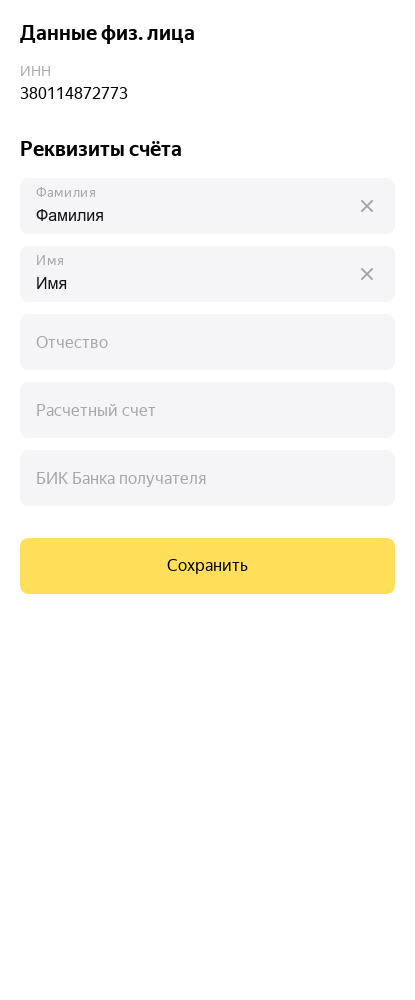 Данные физ. лица
ИНН
380114872773
Реквизиты счёта
Фамилия
Фамилия
Имя
Имя
Отчество
Расчетный счет
БИК Банка получателя
Сохранить